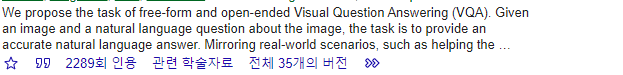 We propose the task of free-form and open-ended Visual Question Answering (VQA). Given
an image and a natural language question about the image, the task is to provide an
accurate natural language answer. Mirroring real-world scenarios, such as helping the …
2289회 인용 관련 학술자료 전체 35개의 버전